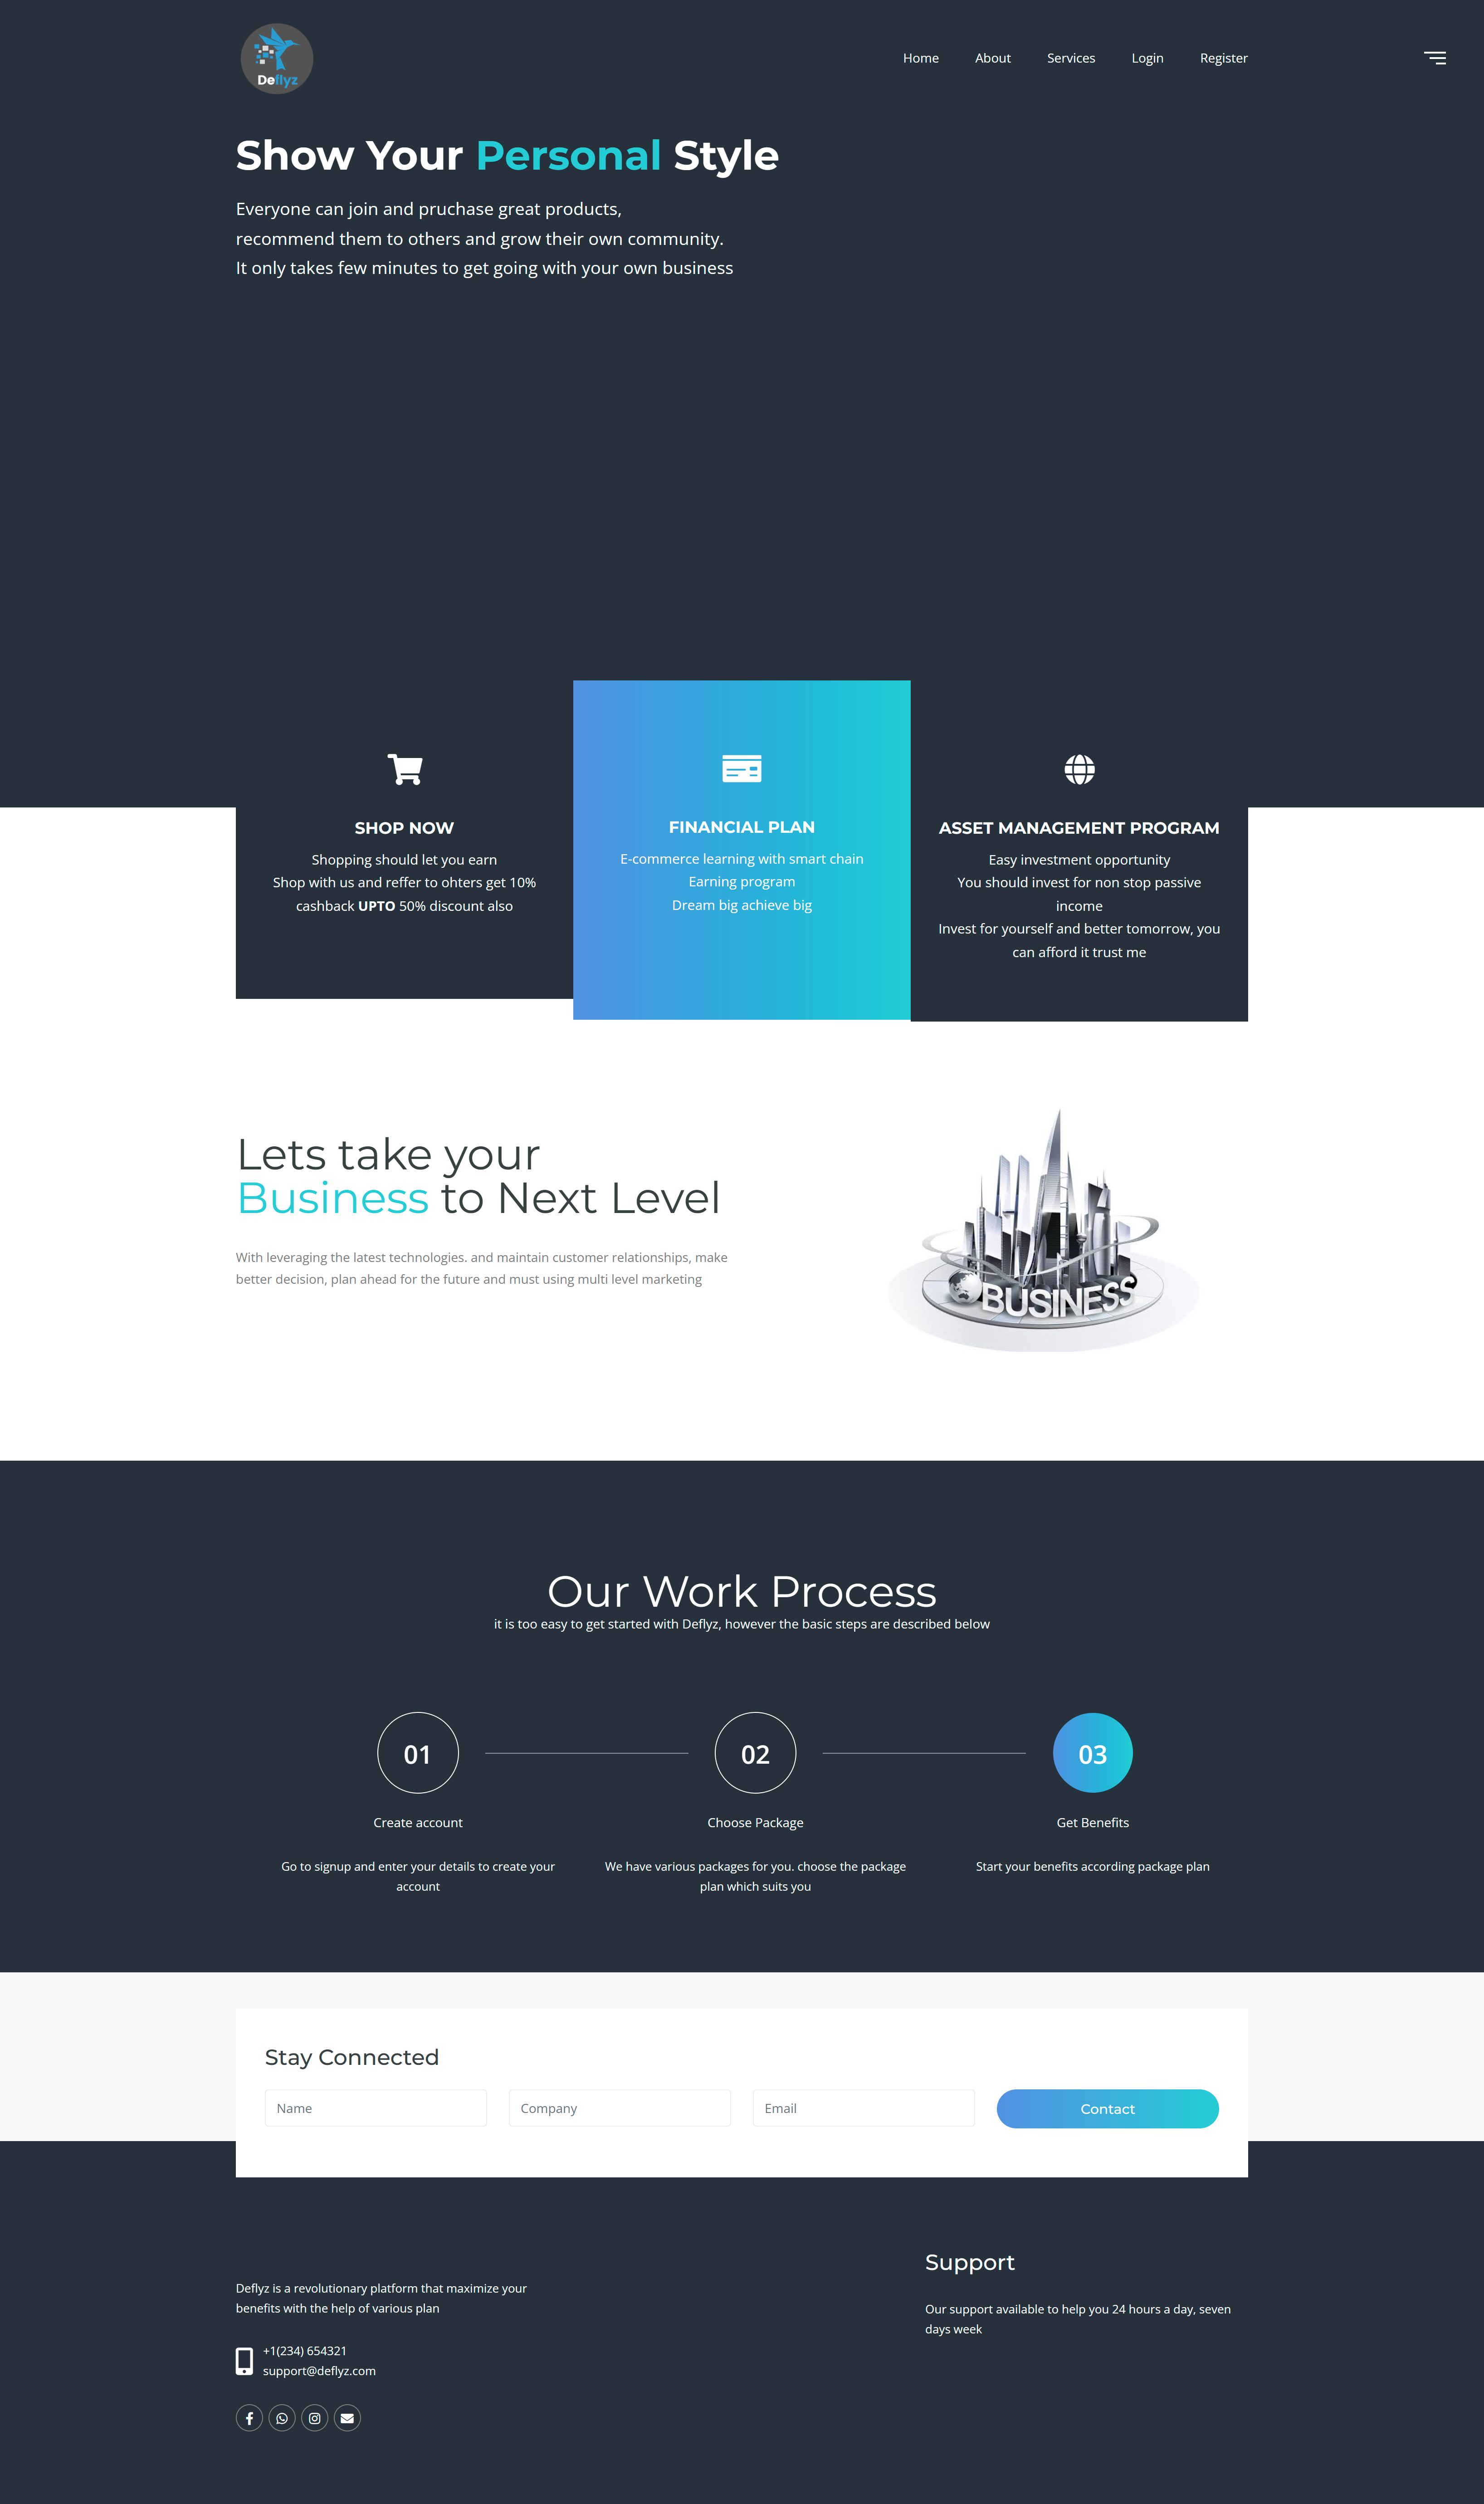 Deflyz
Home About Services Login Register
Show Your Personal Style
Everyone can join and pruchase great products,
recommend them to others and grow their own community.
It only takes few minutes to get going with your own business
SHOP NOW
Shopping should let you earn
Shop with us and reffer to ohters get 10%
cashback UPTO 50% discount also
FINANCIAL PLAN
E-commerce learning with smart chain
Earning program
Dream big achieve big
ASSET MANAGEMENT PROGRAM
Easy investment opportunity
You should invest for non stop passive
income
Invest for yourself and better tomorrow, you
can afford it trust me
Lets take your
Business to Next Level
With leveraging the latest technologies. and maintain customer relationships, make
better decision, plan ahead for the future and must using multi level marketing
BUSINESS
Our Work Process
it is too easy to get started with Deflyz, however the basic steps are described below
01
Create account
Go to signup and enter your details to create your
account
02
Choose Package
We have various packages for you. choose the package
plan which suits you
03
Get Benefits
Start your benefits according package plan
Stay Connected
Name Company Email Contact
Deflyz is a revolutionary platform that maximize your
benefits with the help of various plan
+1(234) 654321
support@deflyz.com
Support
Our support available to help you 24 hours a day, seven
days week